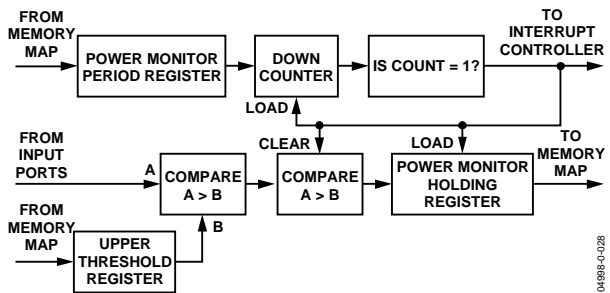 FROM
MEMORY
MAP
POWER MONITOR
PERIOD REGISTER
DOWN
COUNTER
IS COUNT = 1?
TO
INTERRUPT
CONTROLLER
LOAD
FROM
INPUT
PORTS
A
COMPARE
A > B
B
CLEAR
COMPARE
A > B
LOAD
POWER MONITOR
HOLDING
REGISTER
TO
MEMORY
MAP
FROM
MEMORY
MAP
UPPER
THRESHOLD
REGISTER
04998-0-028